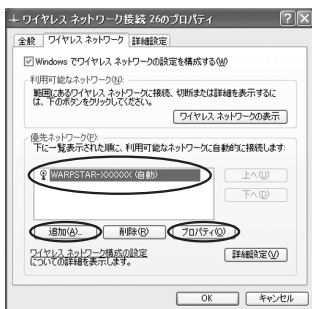 ワイヤレス ネットワーク接続 26のプロパティ
全般 ワイヤレス ネットワーク 詳細設定
Windows でワイヤレス ネットワークの設定を構成する(W)
利用可能なネットワーク(N):
範囲にあるワイヤレス ネットワークに接続、切断または詳細を表示するに
は、下のボタンをクリックしてください。
ワイヤレス ネットワークの表示
優先ネットワーク(P):
下に一覧表示された順に、利用可能なネットワークに自動的に接続します:
WARPSTAR-XXXXXX (自動)
上へ(U)
下へ(D)
追加(A)... 削除(R) プロパティ(O)
ワイヤレス ネットワーク構成の設定
についての詳細を表示します。
詳細設定(V)
OK キャンセル